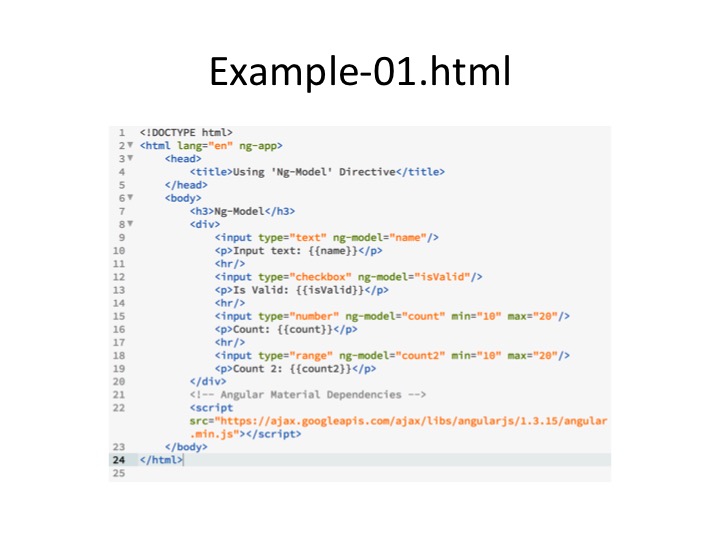 Example-01.html
1 <!DOCTYPE html>
2 <html lang="en" ng-app>
3 <head>
4 <title>Using 'Ng-Model' Directive</title>
5 </head>
6 <body>
7 <h3>Ng-Model</h3>
8 <div>
9 <input type="text" ng-model="name"/>
10 <p>Input text: {{name}}</p>
11 <hr/>
12 <input type="checkbox" ng-model="isValid"/>
13 <p>Is Valid: {{isValid}}</p>
14 <hr/>
15 <input type="number" ng-model="count" min="10" max="20"/>
16 <p>Count: {{count}}</p>
17 <hr/>
18 <input type="range" ng-model="count2" min="10" max="20"/>
19 <p>Count 2: {{count2}}</p>
20 </div>
21 <!-- Angular Material Dependencies -->
22 <script
src="https://ajax.googleapis.com/ajax/libs/angularjs/1.3.15/angular
.min.js"></script>
23 </body>
24 </html>
25